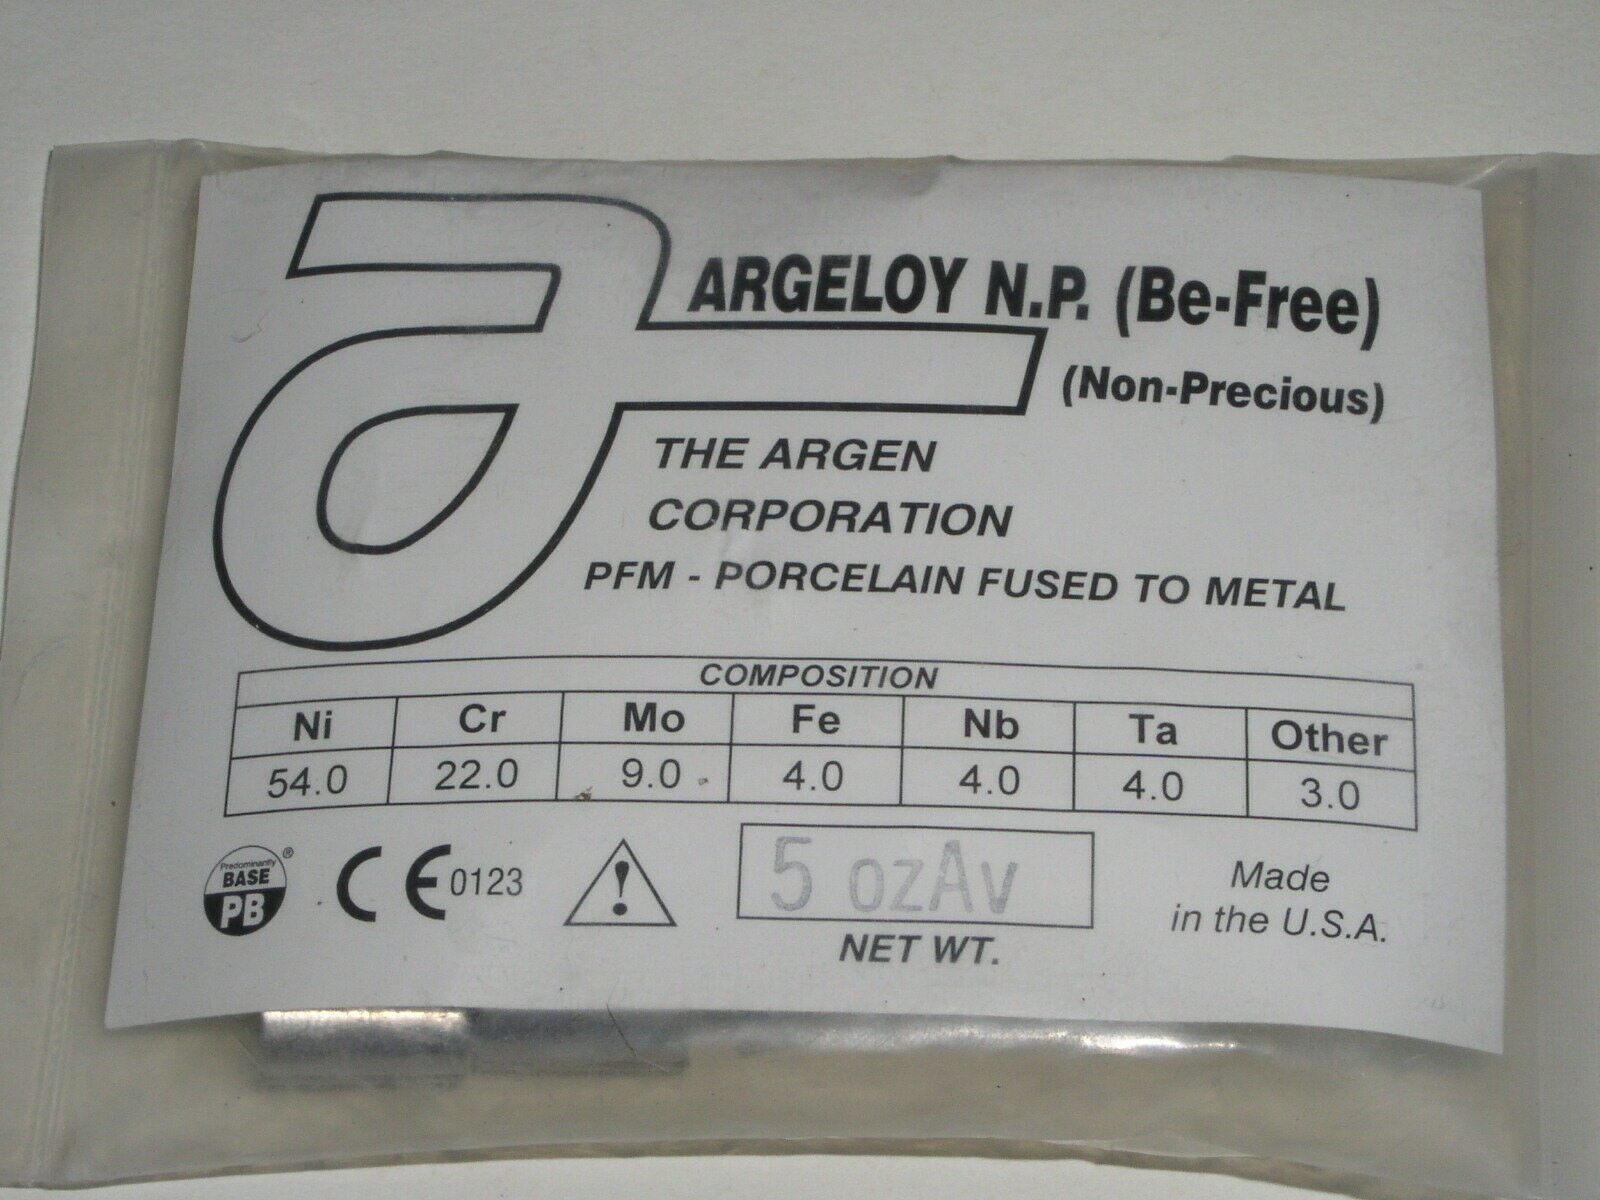 ARGELOY N.P. (Be-Free)
(Non-Precious)
THE ARGEN
CORPORATION
PFM - PORCELAIN FUSED TO METAL
COMPOSITION
Ni Cr Mo Fe Nb Ta Other
54.0 22.0 9.0 4.0 4.0 4.0 3.0
Predominantly
BASE
PB
®
CE 0123
!
5 ozAv
NET WT.
Made
in the U.S.A.